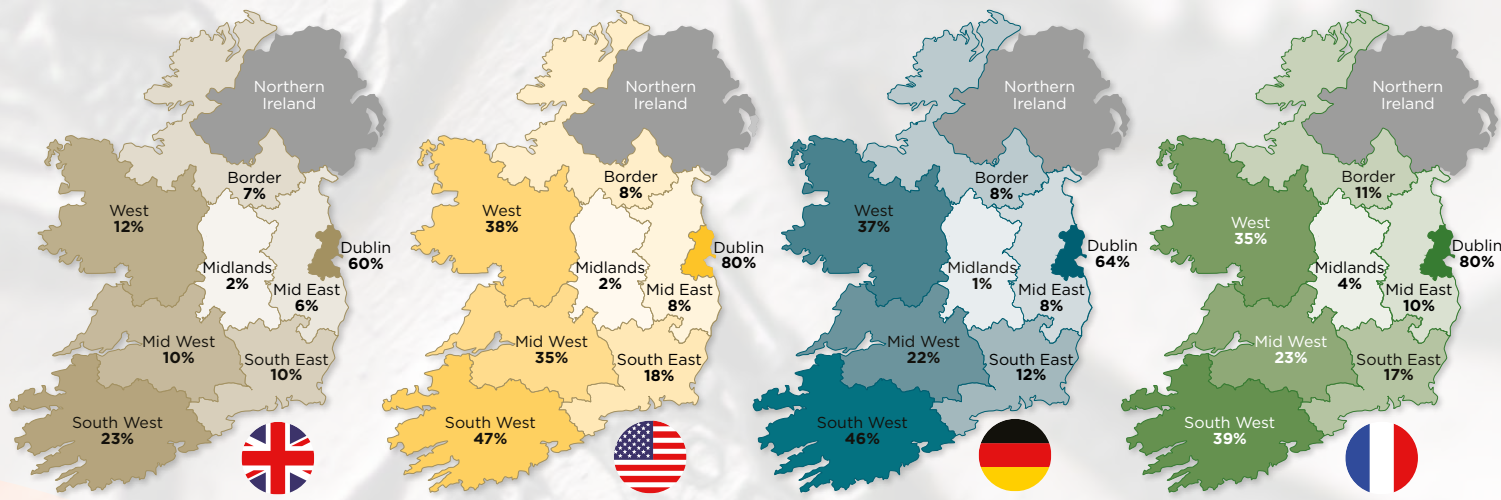 Northern
Ireland
Border
7%
West
12%
Dublin
60%
Midlands
2%
Mid East
6%
Mid West
10%
South East
10%
South West
23%
Northern
Ireland
Border
8%
West
38%
Dublin
80%
Midlands
2%
Mid East
8%
Mid West
35%
South East
18%
South West
47%
Northern
Ireland
Border
8%
West
37%
Dublin
64%
Midlands
1%
Mid East
8%
Mid West
22%
South East
12%
South West
46%
Northern
Ireland
Border
11%
West
35%
Dublin
80%
Midlands
4%
Mid East
10%
Mid West
23%
South East
17%
South West
39%